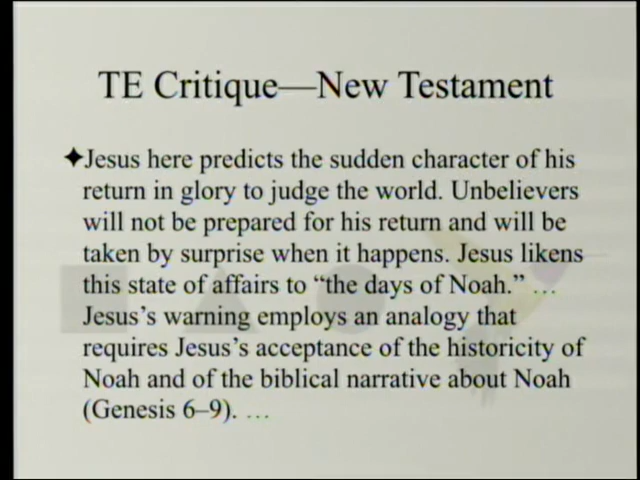 TE Critique—New Testament
✦Jesus here predicts the sudden character of his
return in glory to judge the world. Unbelievers
will not be prepared for his return and will be
taken by surprise when it happens. Jesus likens
this state of affairs to “the days of Noah.” …
Jesus’s warning employs an analogy that
requires Jesus’s acceptance of the historicity of
Noah and of the biblical narrative about Noah
(Genesis 6–9). …